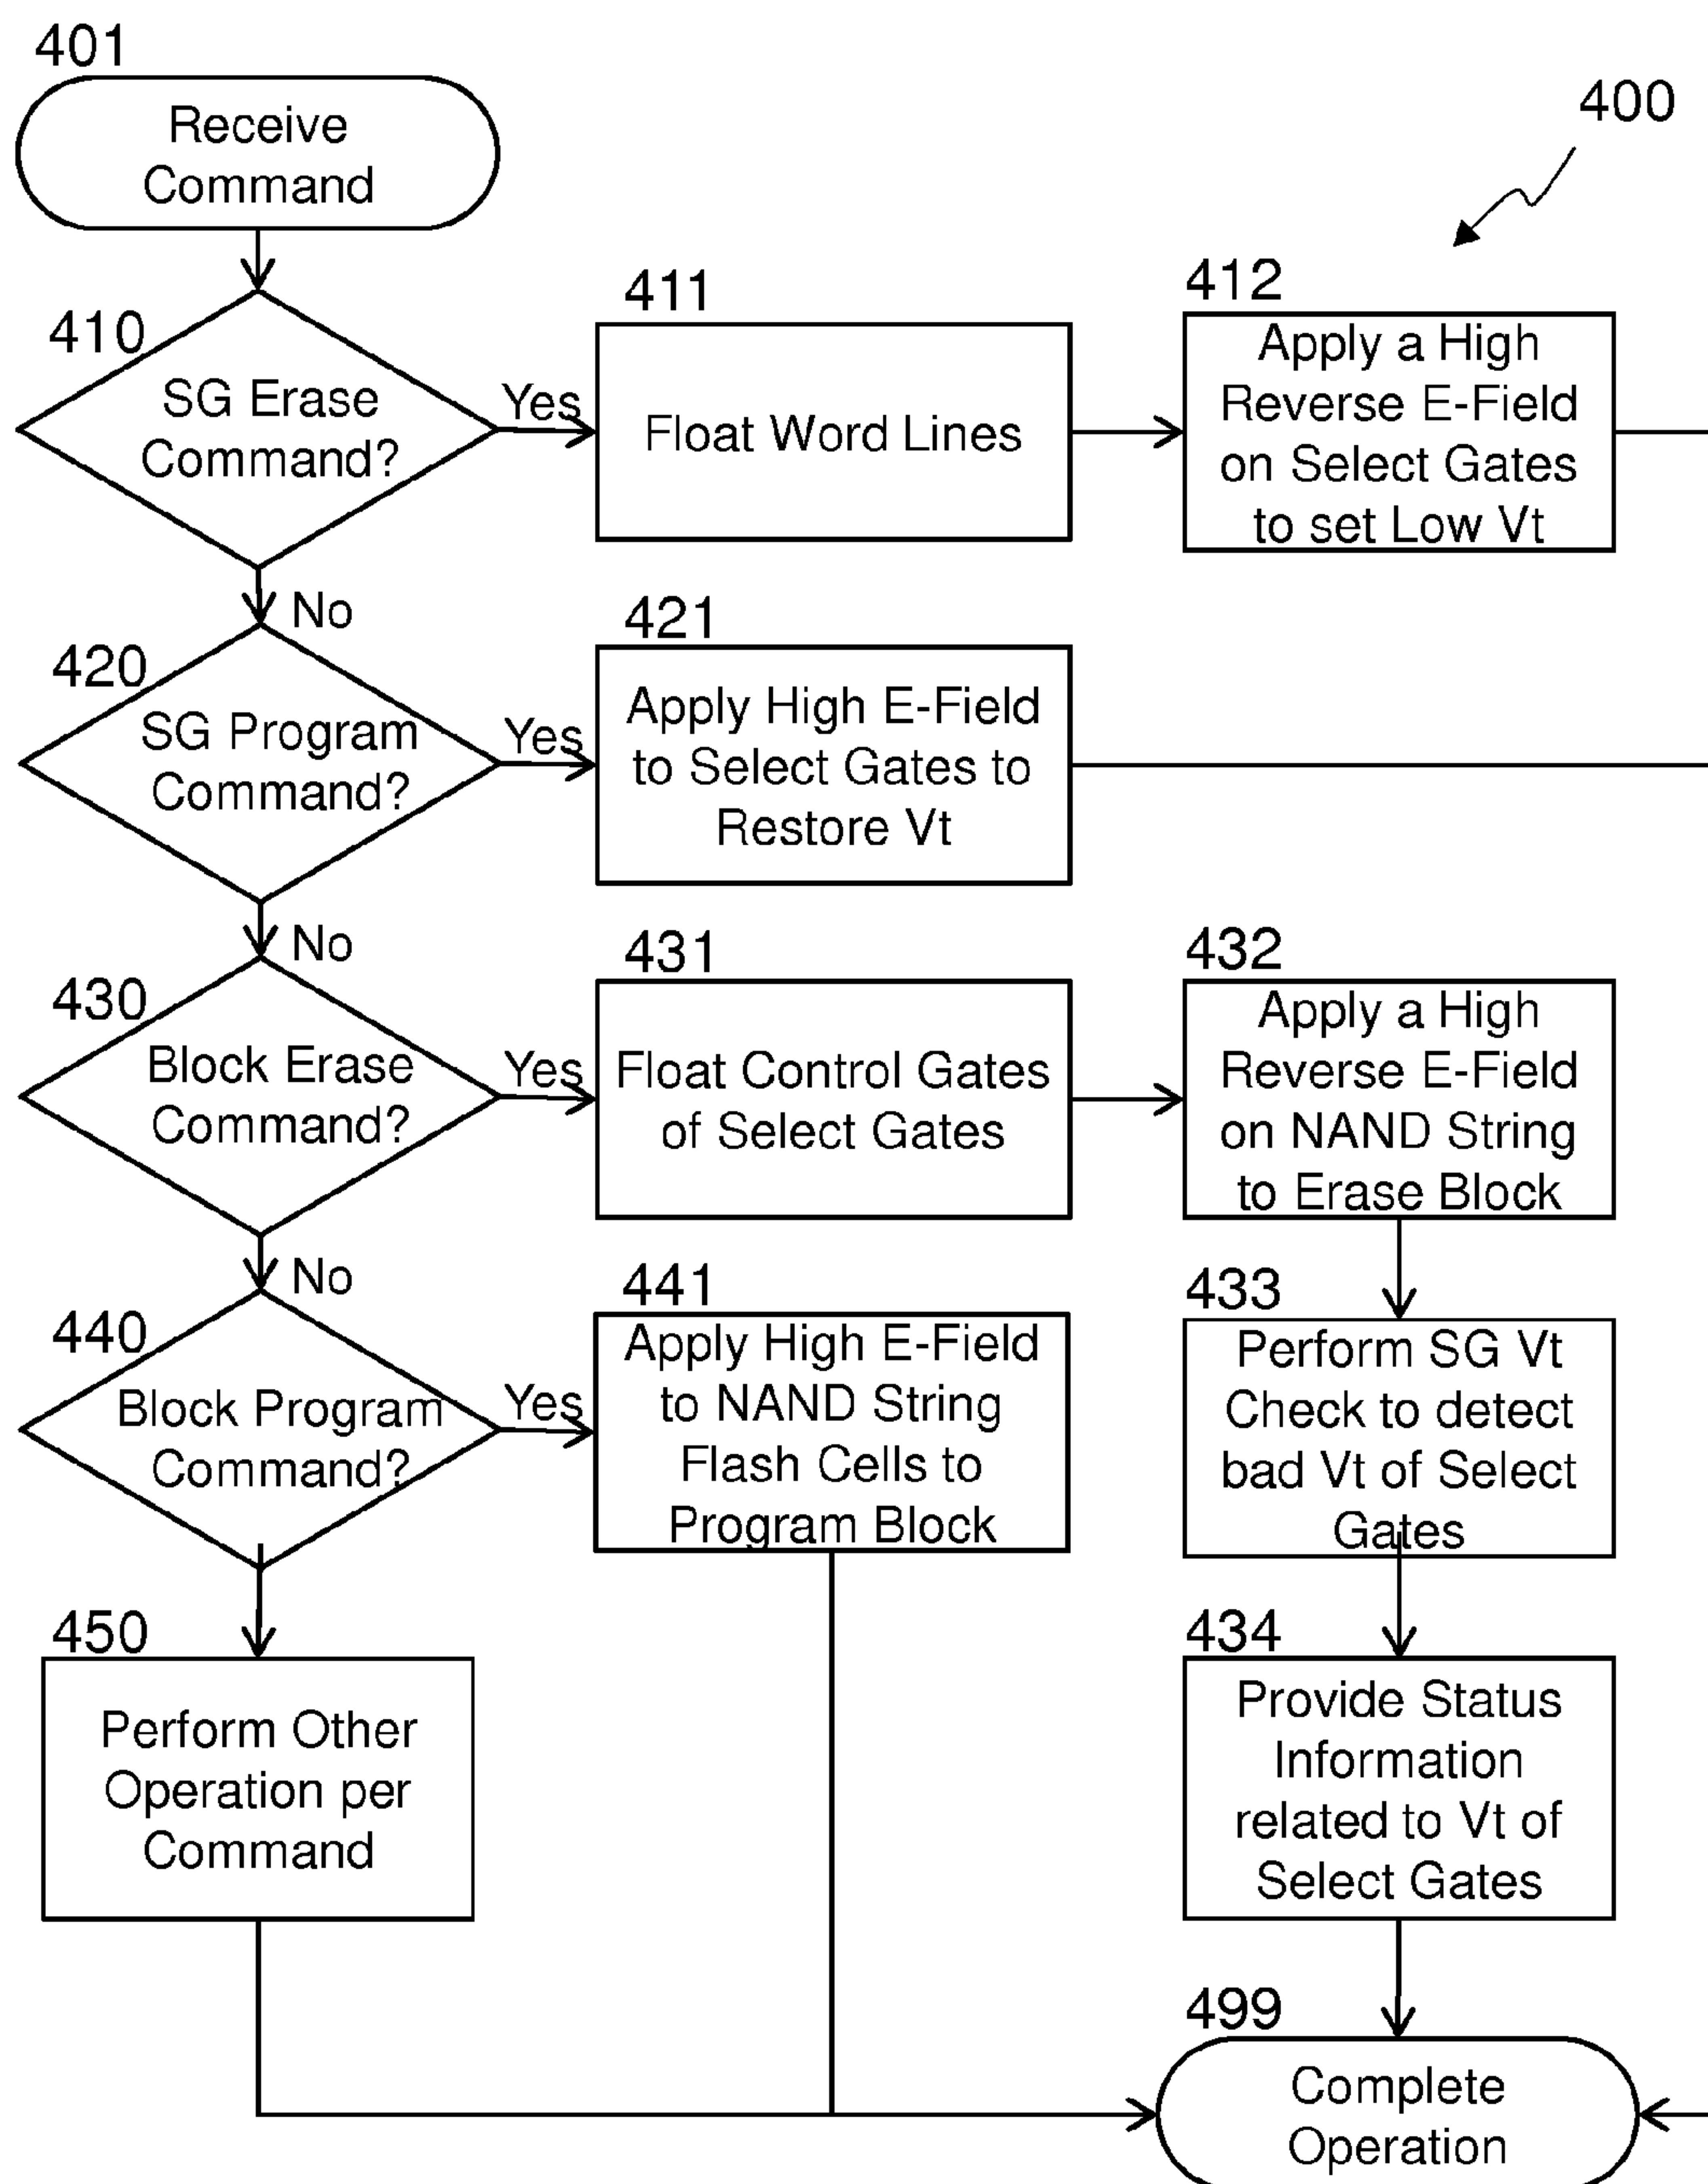 401
Receive
Command
400
410
SG Erase
Command?
Yes
411
Float Word Lines
412
Apply a High
Reverse E-Field
on Select Gates
to set Low Vt
No
420
SG Program
Command?
Yes
421
Apply High E-Field
to Select Gates to
Restore Vt
No
430
Block Erase
Command?
Yes
431
Float Control Gates
of Select Gates
432
Apply a High
Reverse E-Field
on NAND String
to Erase Block
No
440
Block Program
Command?
Yes
441
Apply High E-Field
to NAND String
Flash Cells to
Program Block
433
Perform SG Vt
Check to detect
bad Vt of Select
Gates
450
Perform Other
Operation per
Command
434
Provide Status
Information
related to Vt of
Select Gates
499
Complete
Operation